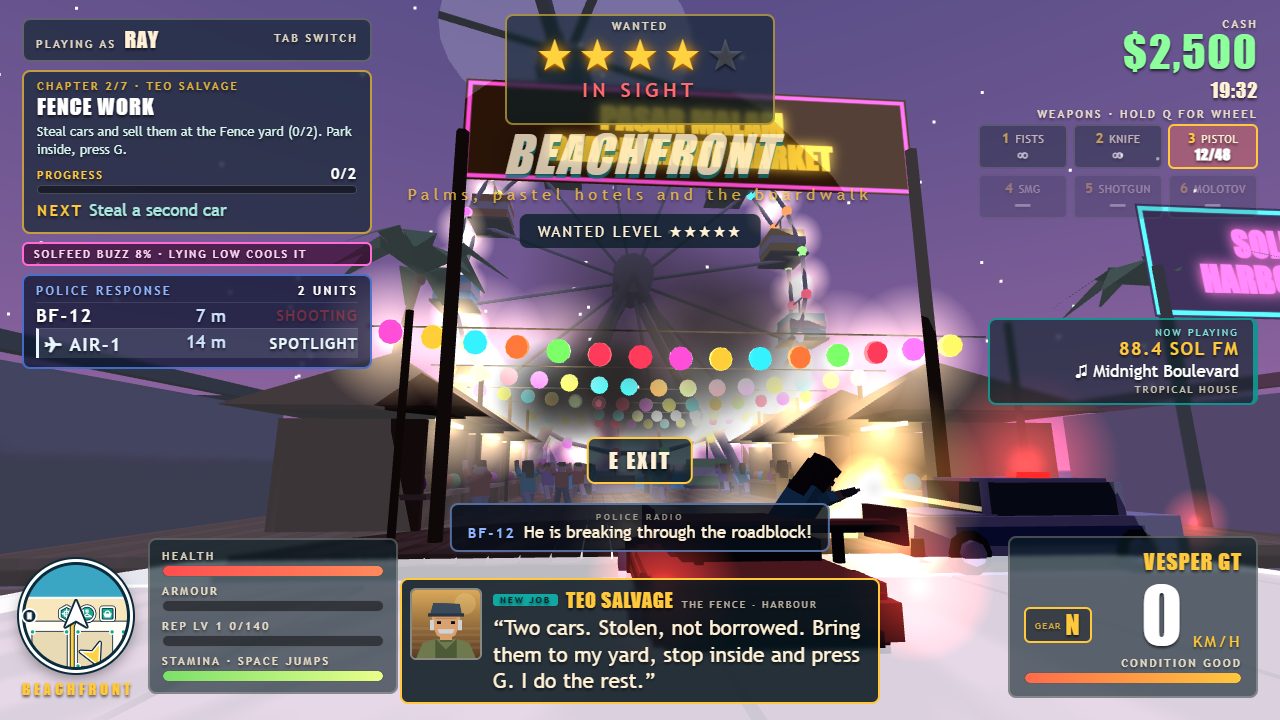 PLAYING AS RAY TAB SWITCH
CHAPTER 2/7 · TEO SALVAGE
FENCE WORK
Steal cars and sell them at the Fence yard (0/2). Park
inside, press G.
PROGRESS 0/2
NEXT Steal a second car
SOLFEED BUZZ 8% · LYING LOW COOLS IT
POLICE RESPONSE 2 UNITS
BF-12 7 m SHOOTING
AIR-1 14 m SPOTLIGHT
WANTED
IN SIGHT
BEACHFRONT
MARKET
Palms, pastel hotels and the boardwalk
WANTED LEVEL ★★★★★
CASH
$2,500
19:32
WEAPONS · HOLD Q FOR WHEEL
1 FISTS ∞
2 KNIFE ∞
3 PISTOL 12/48
4 SMG —
5 SHOTGUN —
6 MOLOTOV —
NOW PLAYING
88.4 SOL FM
♫ Midnight Boulevard
TROPICAL HOUSE
E EXIT
POLICE RADIO
BF-12 He is breaking through the roadblock!
NEW JOB TEO SALVAGE THE FENCE · HARBOUR
“Two cars. Stolen, not borrowed. Bring
them to my yard, stop inside and press
G. I do the rest.”
BEACHFRONT
HEALTH
ARMOUR
REP LV 1 0/140
STAMINA · SPACE JUMPS
VESPER GT
GEAR N
0 KM/H
CONDITION GOOD